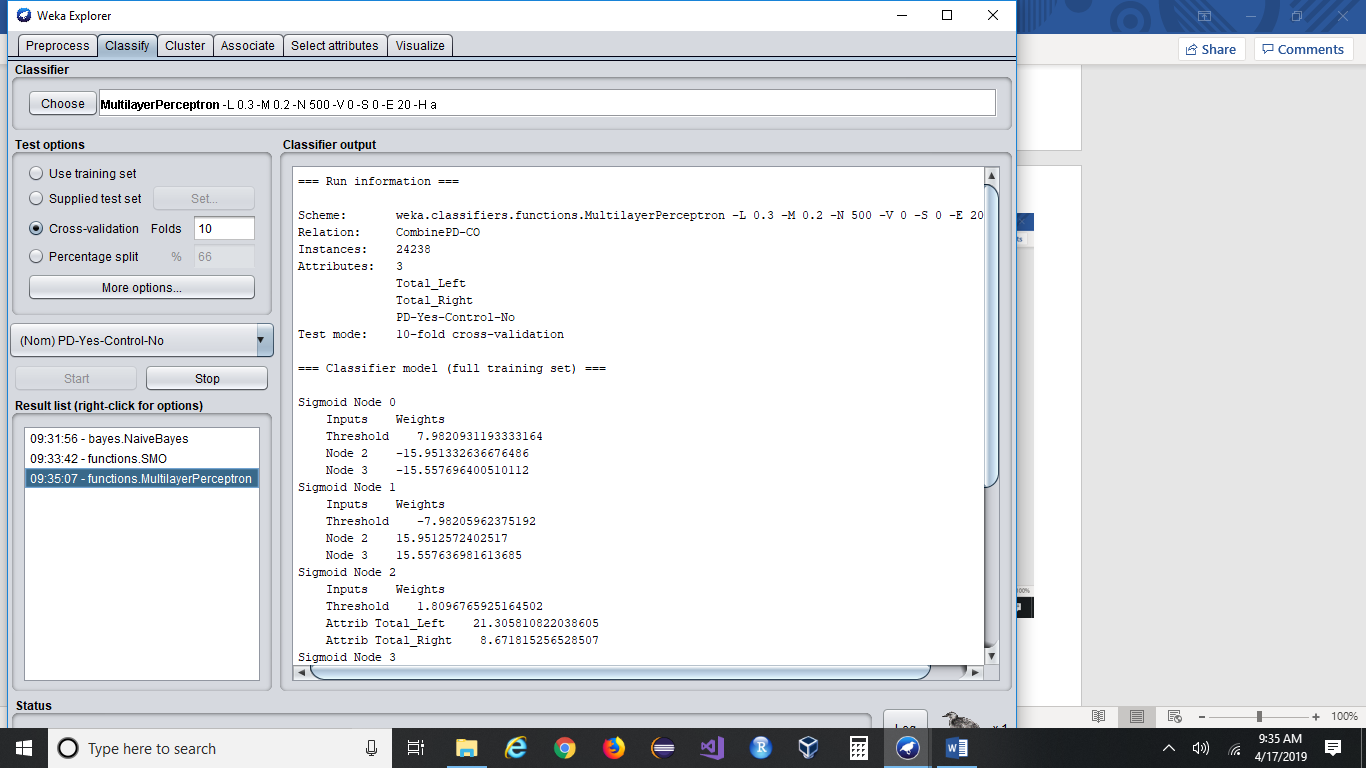 Weka Explorer
Preprocess Classify Cluster Associate Select attributes Visualize
Share Comments
Classifier
Choose MultilayerPerceptron -L 0.3 -M 0.2 -N 500 -V 0 -S 0 -E 20 -H a
Test options
Use training set
Supplied test set Set...
Cross-validation Folds 10
Percentage split % 66
More options...
(Nom) PD-Yes-Control-No
Start Stop
Result list (right-click for options)
09:31:56 - bayes.NaiveBayes
09:33:42 - functions.SMO
09:35:07 - functions.MultilayerPerceptron
Classifier output
=== Run information ===
Scheme: weka.classifiers.functions.MultilayerPerceptron -L 0.3 -M 0.2 -N 500 -V 0 -S 0 -E 20
Relation: CombinePD-CO
Instances: 24238
Attributes: 3
Total_Left
Total_Right
PD-Yes-Control-No
Test mode: 10-fold cross-validation
=== Classifier model (full training set) ===
Sigmoid Node 0
Inputs Weights
Threshold 7.9820931193333164
Node 2 -15.951332636676486
Node 3 -15.557696400510112
Sigmoid Node 1
Inputs Weights
Threshold -7.98205962375192
Node 2 15.9512572402517
Node 3 15.557636981613685
Sigmoid Node 2
Inputs Weights
Threshold 1.8096765925164502
Attrib Total_Left 21.305810822038605
Attrib Total_Right 8.671815256528507
Sigmoid Node 3
Status
Log
x 1
100%
Type here to search
9:35 AM
4/17/2019